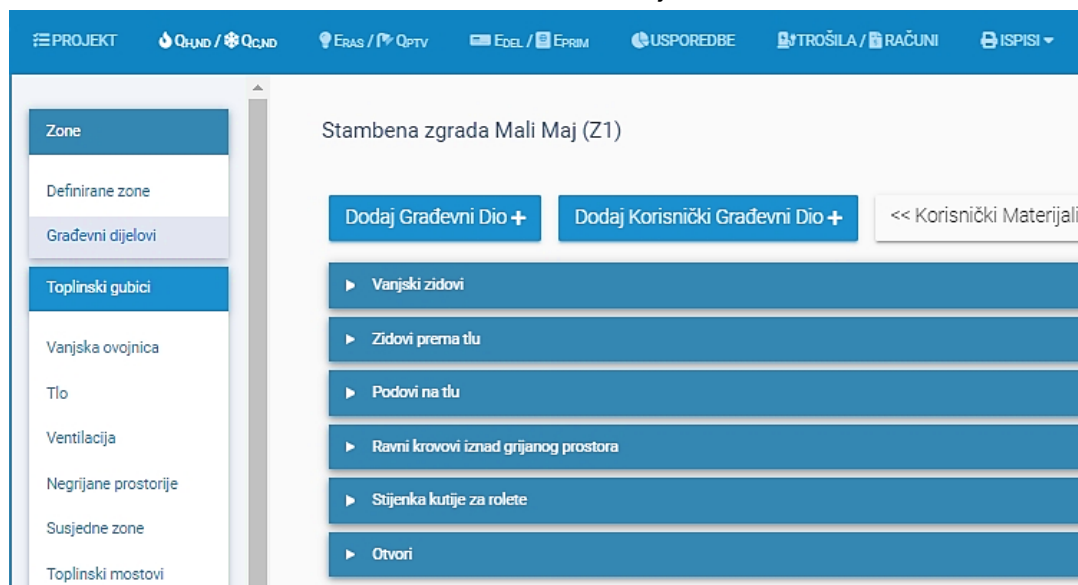 PROJEKT QH,ND / QC,ND ERAS / QPTV EDEL / EPRIM USPOREDBE TROŠILA / RAČUNI ISPISI
Zone
Definirane zone
Građevni dijelovi
Toplinski gubici
Vanjska ovojnica
Tlo
Ventilacija
Negrijane prostorije
Susjedne zone
Toplinski mostovi
Stambena zgrada Mali Maj (Z1)
Dodaj Građevni Dio + Dodaj Korisnički Građevni Dio + << Korisnički Materijali
Vanjski zidovi
Zidovi prema tlu
Podovi na tlu
Ravni krovovi iznad grijanog prostora
Stijenka kutije za rolete
Otvori